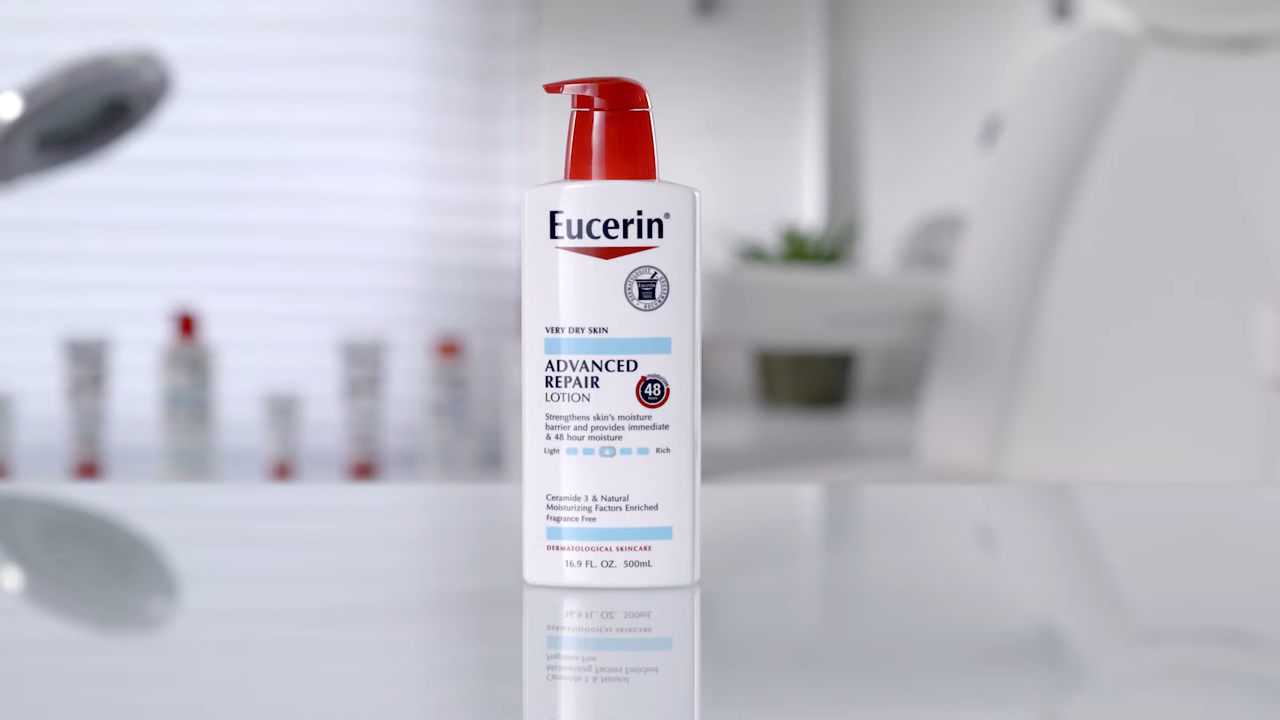 Eucerin®
Eucerin
VERY DRY SKIN
ADVANCED
REPAIR
LOTION
48
Strengthens skin's moisture
barrier and provides immediate
& 48 hour moisture
Light
Rich
Ceramide 3 & Natural
Moisturizing Factors Enriched
Fragrance Free
DERMATOLOGICAL SKINCARE
16.9 FL. OZ. 500mL